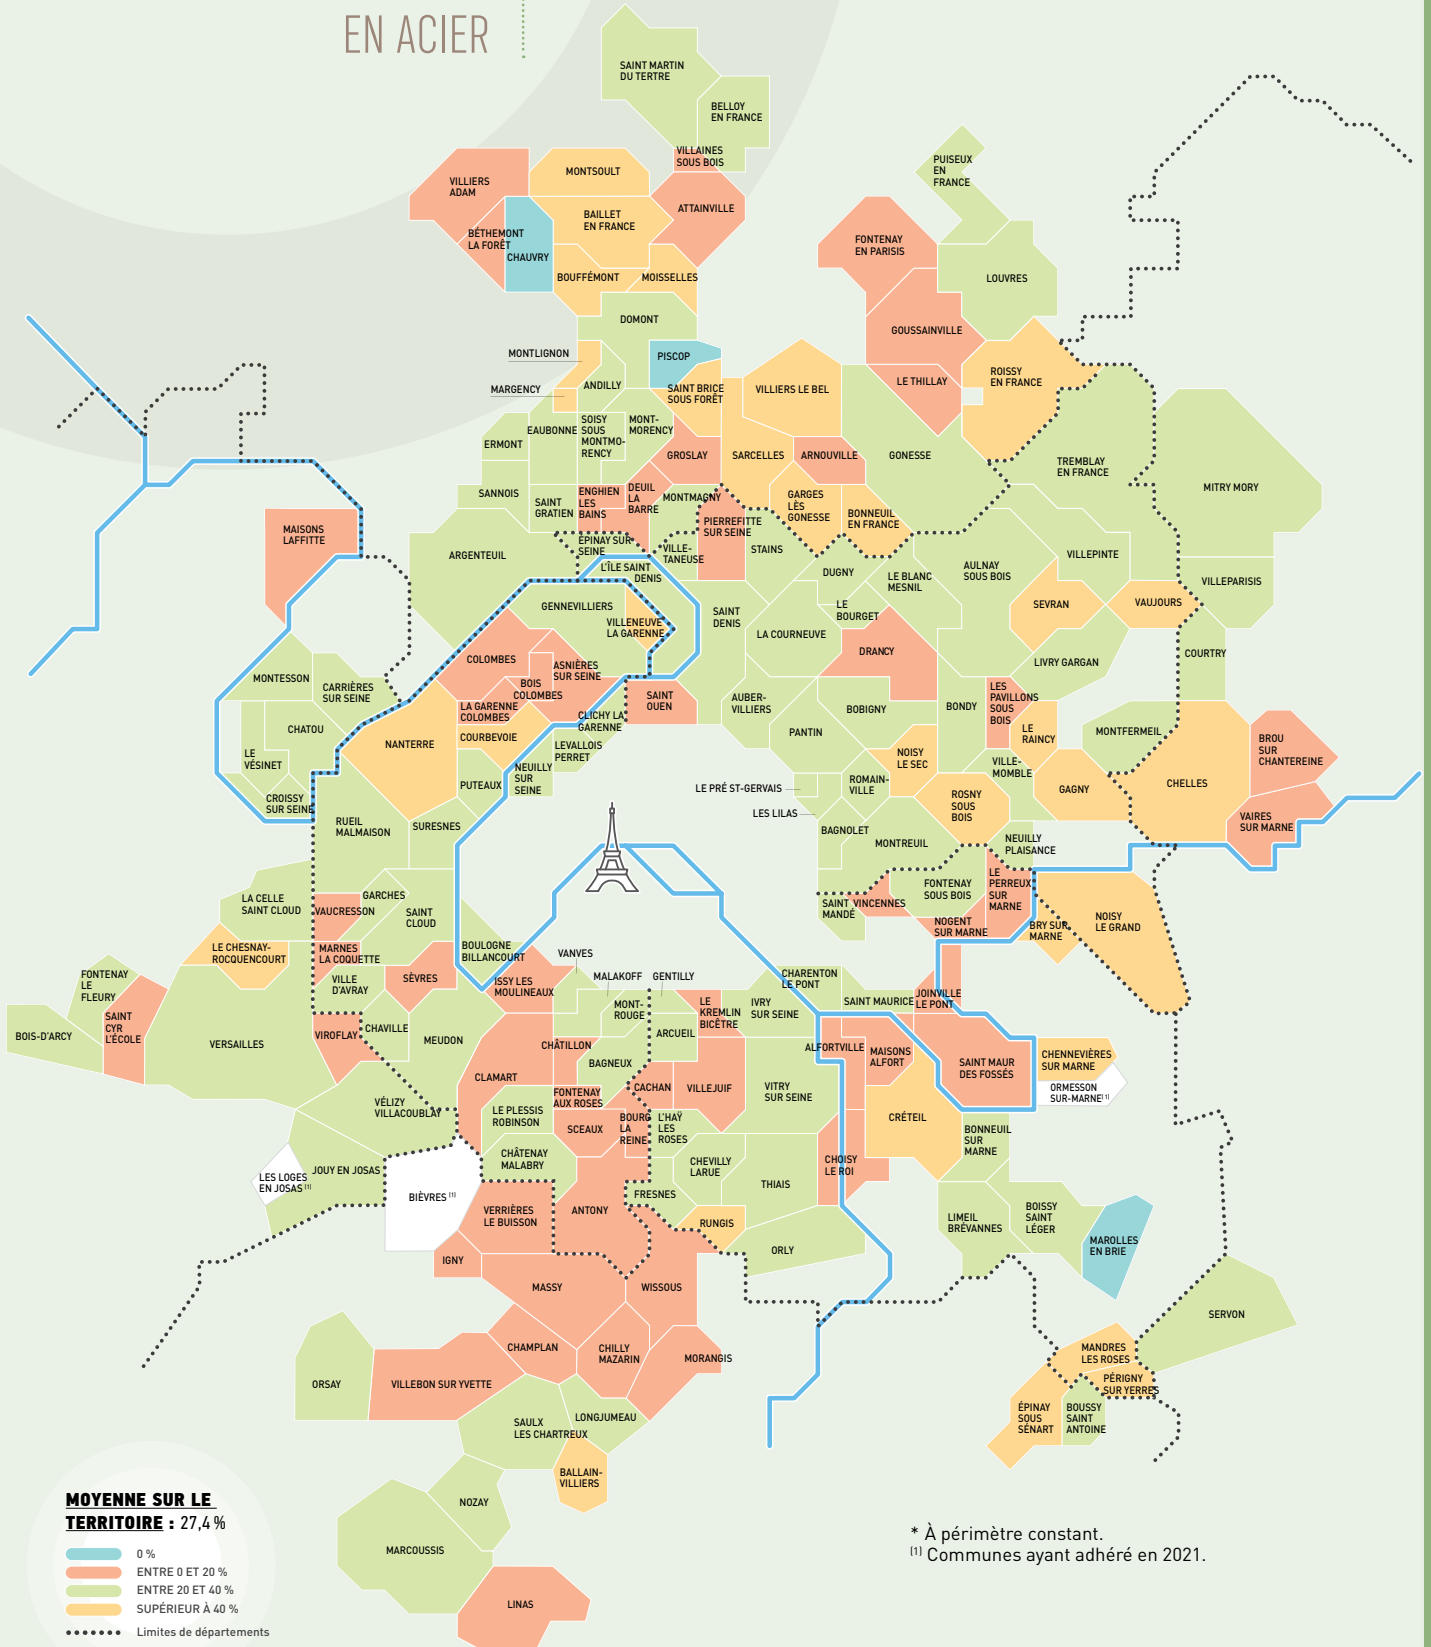 EN ACIER
SAINT MARTIN
DU TERTRE
BELLOY
EN FRANCE
VILLAINES
SOUS BOIS
PUISEUX
EN
FRANCE
MONTSOULT
VILLIERS
ADAM
ATTAINVILLE
BAILLET
EN FRANCE
BÉTHEMONT
LA FORÊT
CHAUVRY
FONTENAY
EN PARISIS
BOUFFÉMONT
MOISSELLES
LOUVRES
DOMONT
GOUSSAINVILLE
MONTLIGNON
PISCOP
ROISSY
EN FRANCE
MARGENCY
ANDILLY
SAINT BRICE
SOUS FORÊT
VILLIERS LE BEL
LE THILLAY
EAUBONNE
SOISY
SOUS
MONTMO-
RENCY
MONT-
MORENCY
ERMONT
GROSLAY
SARCELLES
ARNOUVILLE
GONESSE
TREMBLAY
EN FRANCE
MITRY MORY
SANNOIS
SAINT
GRATIEN
ENGHIEN
LES
BAINS
DEUIL
LA
BARRE
MONTMAGNY
GARGES
LÈS
GONESSE
BONNEUIL
EN FRANCE
MAISONS
LAFFITTE
PIERREFITTE
SUR SEINE
ARGENTEUIL
ÉPINAY SUR
SEINE
VILLE-
TANEUSE
STAINS
VILLEPINTE
L'ÎLE SAINT
DENIS
DUGNY
LE BLANC
MESNIL
AULNAY
SOUS BOIS
VILLEPARISIS
GENNEVILLIERS
VILLENEUVE
LA GARENNE
SAINT
DENIS
LE
BOURGET
SEVRAN
VAUJOURS
LA COURNEUVE
COLOMBES
ASNIÈRES
SUR SEINE
DRANCY
LIVRY GARGAN
COURTRY
MONTESSON
CARRIÈRES
SUR SEINE
BOIS
COLOMBES
SAINT
OUEN
AUBER-
VILLIERS
BOBIGNY
BONDY
LES
PAVILLONS
SOUS
BOIS
LA GARENNE
COLOMBES
CLICHY LA
GARENNE
CHATOU
NANTERRE
COURBEVOIE
PANTIN
LE
RAINCY
MONTFERMEIL
BROU
SUR
CHANTEREINE
LE
VÉSINET
LEVALLOIS
PERRET
NOISY
LE SEC
VILLE-
MOMBLE
NEUILLY
SUR
SEINE
PUTEAUX
LE PRÉ ST-GERVAIS
ROMAIN-
VILLE
ROSNY
SOUS
BOIS
GAGNY
CHELLES
CROISSY
SUR SEINE
LES LILAS
VAIRES
SUR MARNE
RUEIL
MALMAISON
SURESNES
BAGNOLET
MONTREUIL
NEUILLY
PLAISANCE
LA CELLE
SAINT CLOUD
GARCHES
VAUCRESSON
SAINT
CLOUD
SAINT
MANDÉ
VINCENNES
FONTENAY
SOUS BOIS
LE
PERREUX
SUR
MARNE
NOGENT
SUR MARNE
BRY SUR
MARNE
NOISY
LE GRAND
LE CHESNAY-
ROCQUENCOURT
MARNES
LA COQUETTE
BOULOGNE
BILLANCOURT
VANVES
FONTENAY
LE
FLEURY
VILLE
D'AVRAY
SÈVRES
ISSY LES
MOULINEAUX
MALAKOFF
GENTILLY
CHARENTON
LE PONT
SAINT
CYR
L'ÉCOLE
MONT-
ROUGE
LE
KREMLIN
BICÊTRE
IVRY
SUR SEINE
SAINT MAURICE
JOINVILLE
LE PONT
BOIS-D'ARCY
VERSAILLES
VIROFLAY
CHAVILLE
MEUDON
CHÂTILLON
ARCUEIL
ALFORTVILLE
MAISONS
ALFORT
SAINT MAUR
DES FOSSÉS
CHENNEVIÈRES
SUR MARNE
BAGNEUX
CLAMART
CACHAN
VILLEJUIF
VITRY
SUR SEINE
ORMESSON
SUR-MARNE(1)
VÉLIZY
VILLACOUBLAY
FONTENAY
AUX ROSES
LE PLESSIS
ROBINSON
SCEAUX
BOURG
LA
REINE
L'HAŸ
LES
ROSES
CRÉTEIL
BONNEUIL
SUR
MARNE
CHÂTENAY
MALABRY
CHEVILLY
LARUE
CHOISY
LE ROI
LES LOGES
EN JOSAS (1)
JOUY EN JOSAS
BIÈVRES (1)
THIAIS
FRESNES
VERRIÈRES
LE BUISSON
ANTONY
RUNGIS
LIMEIL
BRÉVANNES
BOISSY
SAINT
LÉGER
MAROLLES
EN BRIE
ORLY
IGNY
MASSY
WISSOUS
SERVON
CHAMPLAN
CHILLY
MAZARIN
MORANGIS
MANDRES
LES ROSES
ORSAY
VILLEBON SUR YVETTE
PÉRIGNY
SUR YERRES
ÉPINAY
SOUS
SÉNART
BOUSSY
SAINT
ANTOINE
SAULX
LES CHARTREUX
LONGJUMEAU
BALLAIN-
VILLIERS
NOZAY
MARCOUSSIS
LINAS
MOYENNE SUR LE
TERRITOIRE : 27,4 %
0 %
ENTRE 0 ET 20 %
ENTRE 20 ET 40 %
SUPÉRIEUR À 40 %
Limites de départements
* À périmètre constant.
(1) Communes ayant adhéré en 2021.